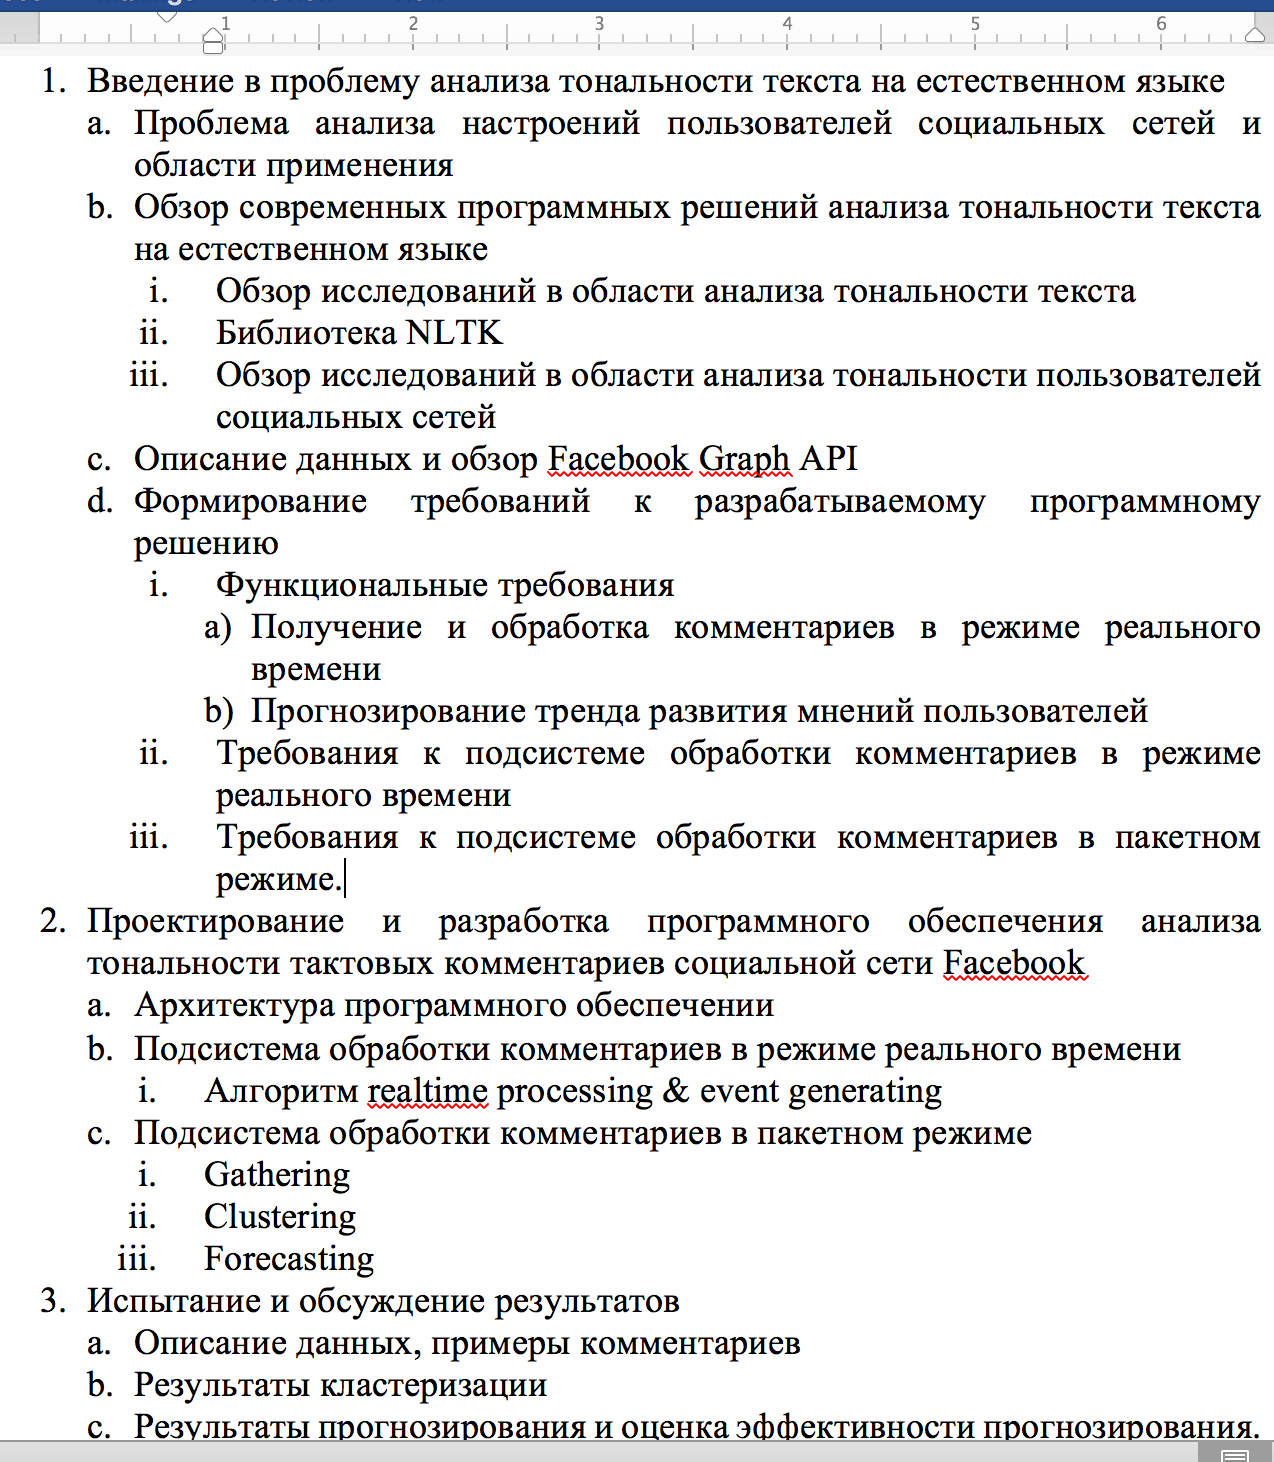 1 2 3 4 5 6
1. Введение в проблему анализа тональности текста на естественном языке
a. Проблема анализа настроений пользователей социальных сетей и
области применения
b. Обзор современных программных решений анализа тональности текста
на естественном языке
i. Обзор исследований в области анализа тональности текста
ii. Библиотека NLTK
iii. Обзор исследований в области анализа тональности пользователей
социальных сетей
c. Описание данных и обзор Facebook Graph API
d. Формирование требований к разрабатываемому программному
решению
i. Функциональные требования
a) Получение и обработка комментариев в режиме реального
времени
b) Прогнозирование тренда развития мнений пользователей
ii. Требования к подсистеме обработки комментариев в режиме
реального времени
iii. Требования к подсистеме обработки комментариев в пакетном
режиме.
2. Проектирование и разработка программного обеспечения анализа
тональности тактовых комментариев социальной сети Facebook
a. Архитектура программного обеспечении
b. Подсистема обработки комментариев в режиме реального времени
i. Алгоритм realtime processing & event generating
c. Подсистема обработки комментариев в пакетном режиме
i. Gathering
ii. Clustering
iii. Forecasting
3. Испытание и обсуждение результатов
a. Описание данных, примеры комментариев
b. Результаты кластеризации
c. Результаты прогнозирования и оценка эффективности прогнозирования.